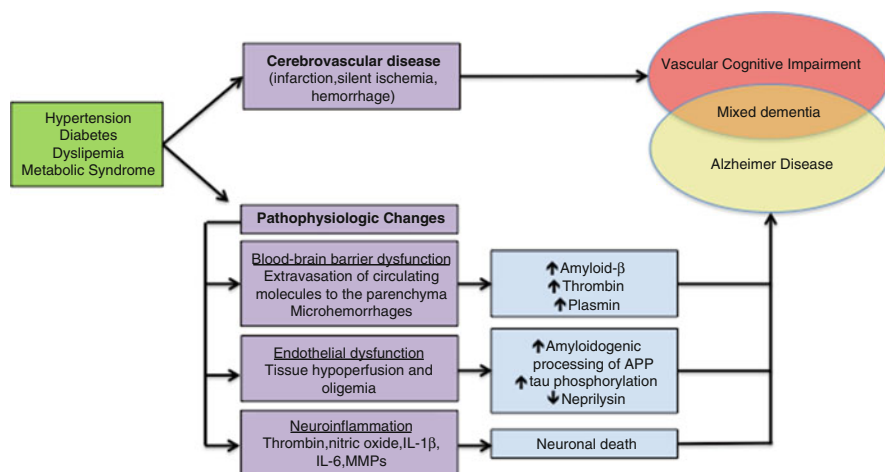 Hypertension
Diabetes
Dyslipemia
Metabolic Syndrome
Cerebrovascular disease
(infarction,silent ischemia,
hemorrhage)
Vascular Cognitive Impairment
Mixed dementia
Alzheimer Disease
Pathophysiologic Changes
Blood-brain barrier dysfunction
Extravasation of circulating
molecules to the parenchyma
Microhemorrhages
↑Amyloid-β
↑Thrombin
↑Plasmin
Endothelial dysfunction
Tissue hypoperfusion and
oligemia
↑Amyloidogenic
processing of APP
↑tau phosphorylation
↓Neprilysin
Neuroinflammation
Thrombin,nitric oxide,IL-1β,
IL-6,MMPs
Neuronal death